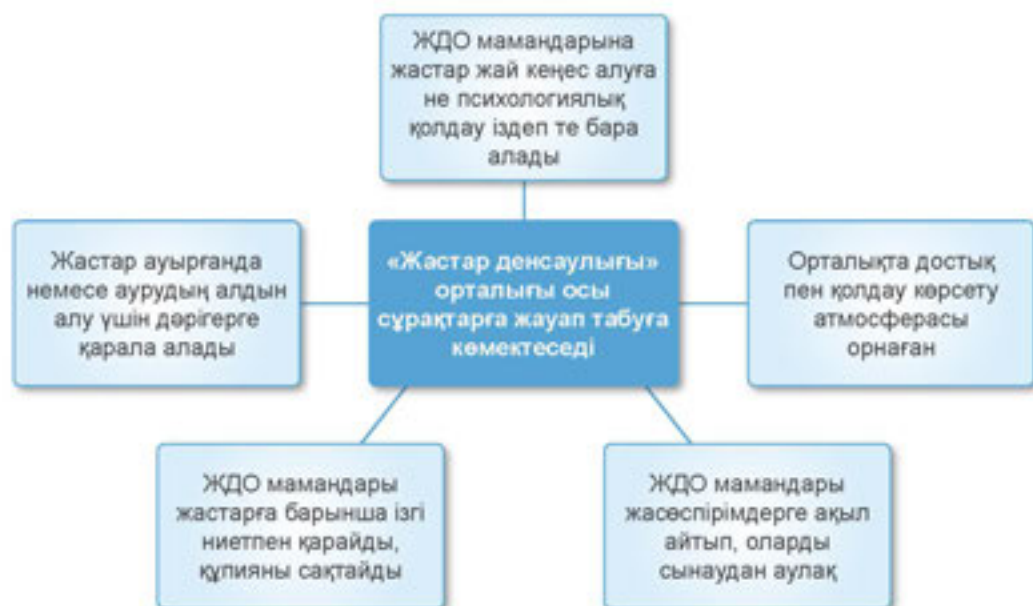 ЖДО мамандарына
жастар жай кеңес алуға
не психологиялық
қолдау іздеп те бара
алады
Жастар ауырғанда
немесе аурудың алдын
алу үшін дәрігерге
қарала алады
«Жастар денсаулығы»
орталығы осы
сұрақтарға жауап табуға
көмектеседі
Орталықта достық
пен қолдау көрсету
атмосферасы
орнаған
ЖДО мамандары
жастарға барынша ізгі
ниетпен қарайды,
құпияны сақтайды
ЖДО мамандары
жасөспірімдерге ақыл
айтып, оларды
сынаудан аулақ